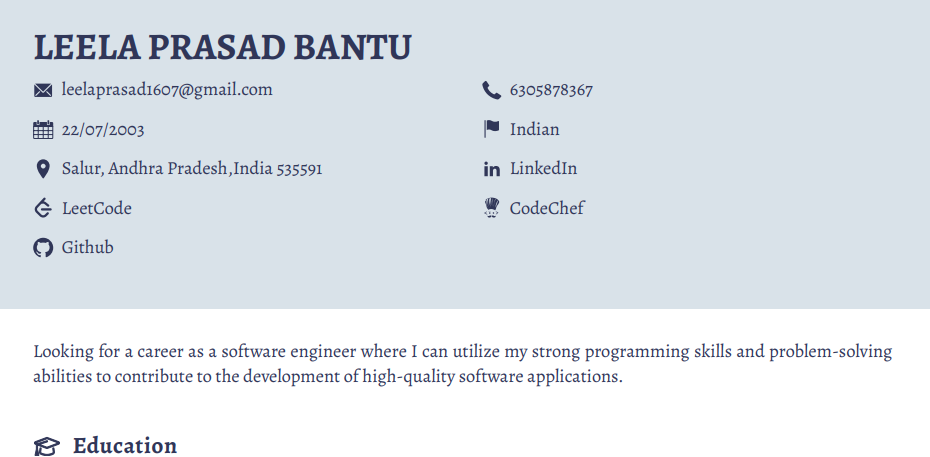 LEELA PRASAD BANTU
leelaprasad1607@gmail.com
6305878367
22/07/2003
Indian
Salur, Andhra Pradesh,India 535591
LinkedIn
LeetCode
CodeChef
Github
Looking for a career as a software engineer where I can utilize my strong programming skills and problem-solving
abilities to contribute to the development of high-quality software applications.
Education